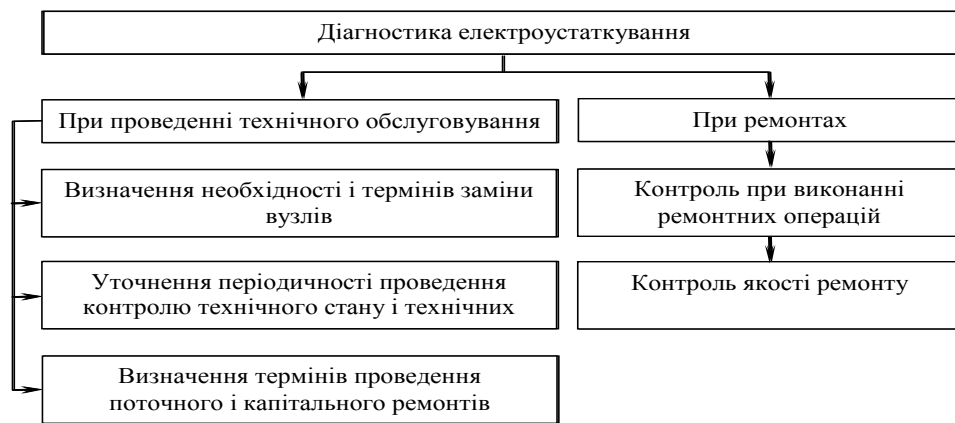 Діагностика електроустаткування
При проведенні технічного обслуговування
При ремонтах
Визначення необхідності і термінів заміни
вузлів
Контроль при виконанні
ремонтних операцій
Уточнення періодичності проведення
контролю технічного стану і технічних
Контроль якості ремонту
Визначення термінів проведення
поточного і капітального ремонтів